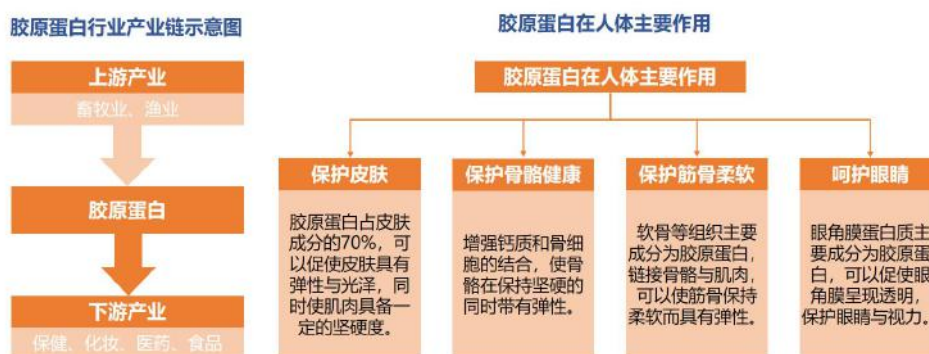 胶原蛋白行业产业链示意图
上游产业
畜牧业、渔业
胶原蛋白
下游产业
保健、化妆、医药、食品
胶原蛋白在人体主要作用
胶原蛋白在人体主要作用
保护皮肤
胶原蛋白占皮肤
成分的70%，可
以促使皮肤具有
弹性与光泽，同
时使肌肉具备一
定的坚硬度。
保护骨骼健康
增强钙质和骨细
胞的结合，使骨
骼在保持坚硬的
同时带有弹性。
保护筋骨柔软
软骨等组织主要
成分为胶原蛋白，
链接骨骼与肌肉，
可以使筋骨保持
柔软而具有弹性。
呵护眼睛
眼角膜蛋白质主
要成分为胶原蛋
白，可以促使眼
角膜呈现透明，
保护眼睛与视力。